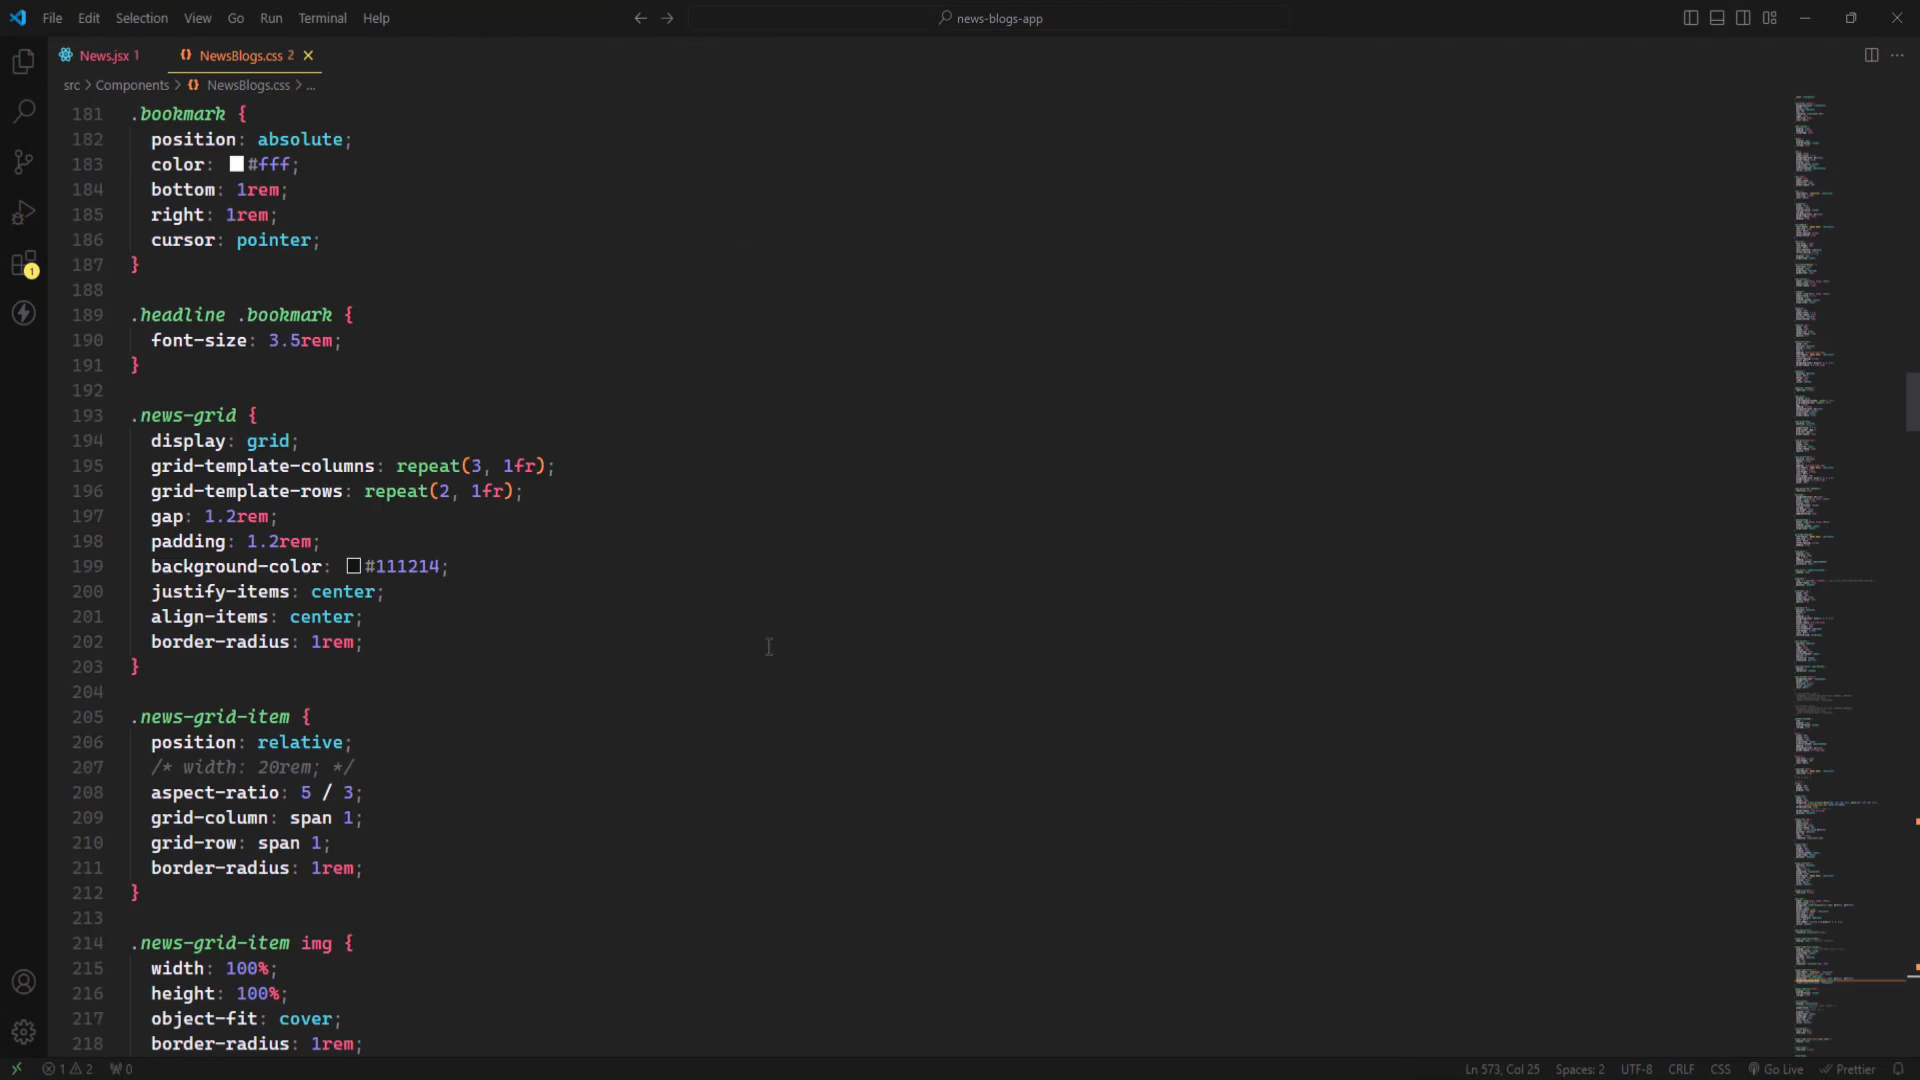 File Edit Selection View Go Run Terminal Help
news-blogs-app
News.jsx 1
NewsBlogs.css 2
src > Components > {} NewsBlogs.css > ...
181 .bookmark {
182 position: absolute;
183 color: #fff;
184 bottom: 1rem;
185 right: 1rem;
186 cursor: pointer;
187 }
188
189 .headline .bookmark {
190 font-size: 3.5rem;
191 }
192
193 .news-grid {
194 display: grid;
195 grid-template-columns: repeat(3, 1fr);
196 grid-template-rows: repeat(2, 1fr);
197 gap: 1.2rem;
198 padding: 1.2rem;
199 background-color: #111214;
200 justify-items: center;
201 align-items: center;
202 border-radius: 1rem;
203 }
204
205 .news-grid-item {
206 position: relative;
207 /* width: 20rem; */
208 aspect-ratio: 5 / 3;
209 grid-column: span 1;
210 grid-row: span 1;
211 border-radius: 1rem;
212 }
213
214 .news-grid-item img {
215 width: 100%;
216 height: 100%;
217 object-fit: cover;
218 border-radius: 1rem;
1
1 2 0
Ln 573, Col 25 Spaces: 2 UTF-8 CRLF CSS Go Live Prettier